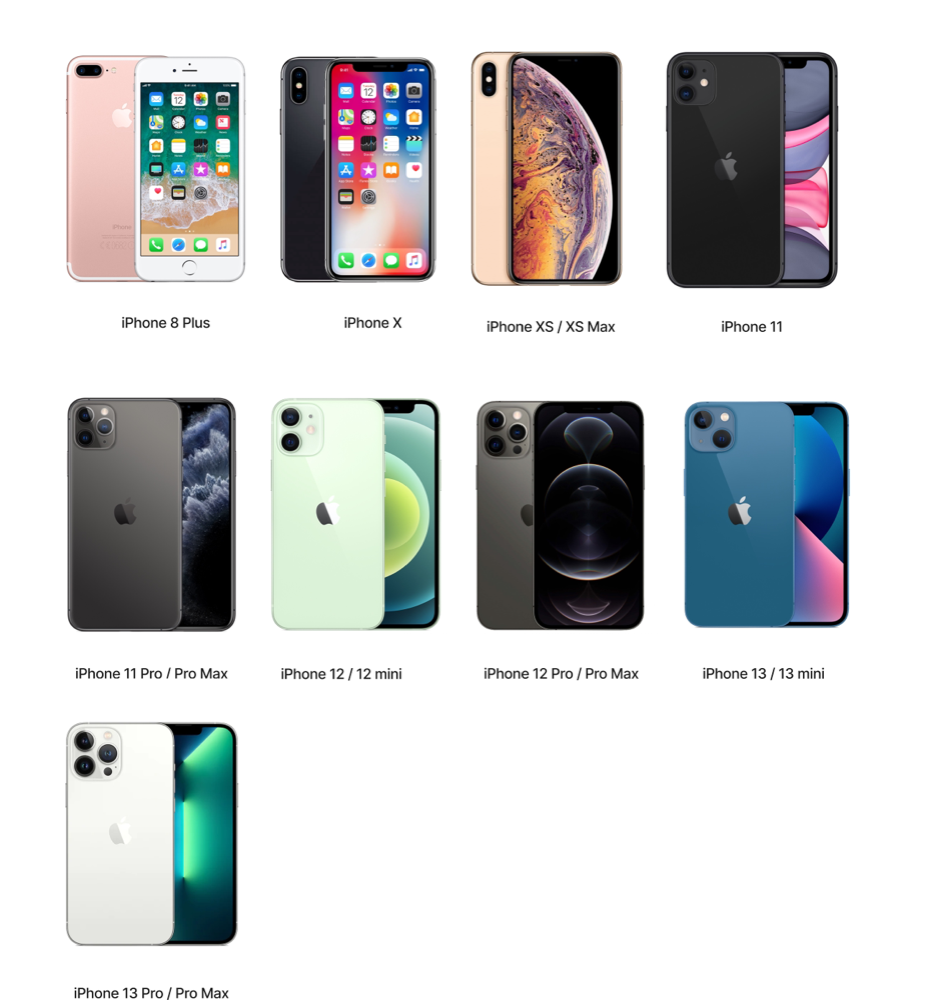 iPhone 8 Plus
iPhone X
iPhone XS / XS Max
iPhone 11
iPhone 11 Pro / Pro Max
iPhone 12 / 12 mini
iPhone 12 Pro / Pro Max
iPhone 13 / 13 mini
iPhone 13 Pro / Pro Max